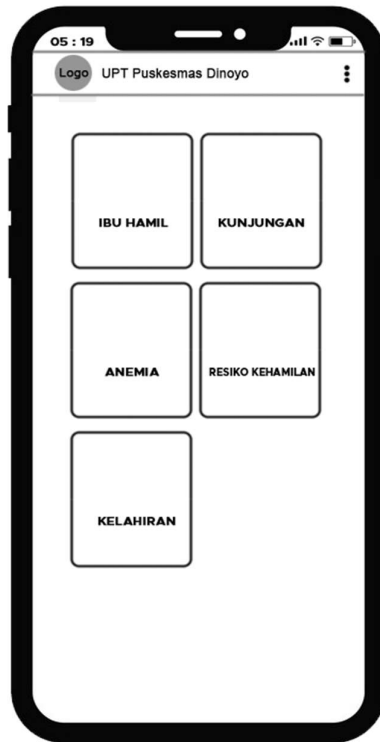 05 : 19
Logo UPT Puskesmas Dinoyo
IBU HAMIL KUNJUNGAN
ANEMIA RESIKO KEHAMILAN
KELAHIRAN